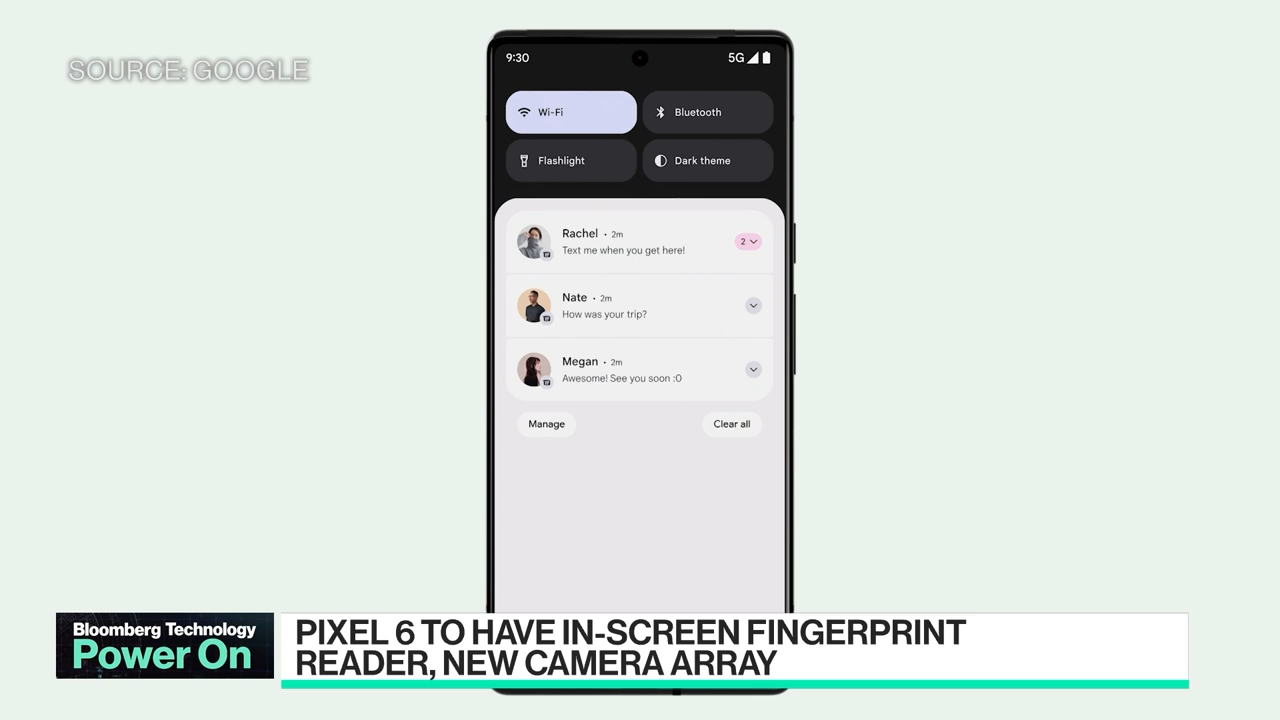 SOURCE: GOOGLE
9:30
5G
Wi-Fi
Bluetooth
Flashlight
Dark theme
Rachel • 2m
Text me when you get here!
2
Nate • 2m
How was your trip?
Megan • 2m
Awesome! See you soon :O
Manage
Clear all
Bloomberg Technology
Power On
PIXEL 6 TO HAVE IN-SCREEN FINGERPRINT
READER, NEW CAMERA ARRAY